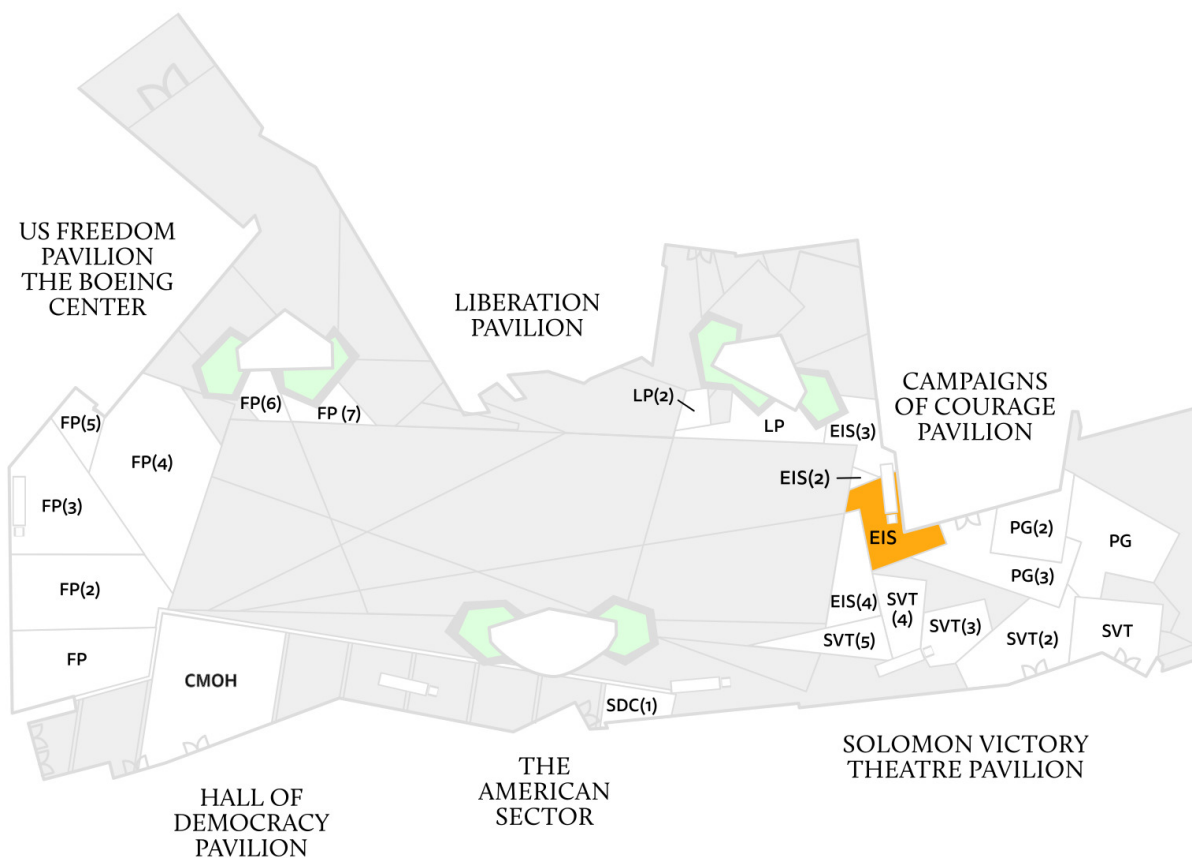 US FREEDOM
PAVILION
THE BOEING
CENTER
LIBERATION
PAVILION
CAMPAIGNS
OF COURAGE
PAVILION
FP(5)
FP(6)
FP (7)
LP(2)
LP
EIS(3)
FP(4)
EIS(2)
FP(3)
EIS
PG(2)
PG
PG(3)
FP(2)
EIS(4)
SVT
(4)
SVT(3)
SVT(5)
SVT(2)
SVT
FP
CMOH
SDC(1)
HALL OF
DEMOCRACY
PAVILION
THE
AMERICAN
SECTOR
SOLOMON VICTORY
THEATRE PAVILION